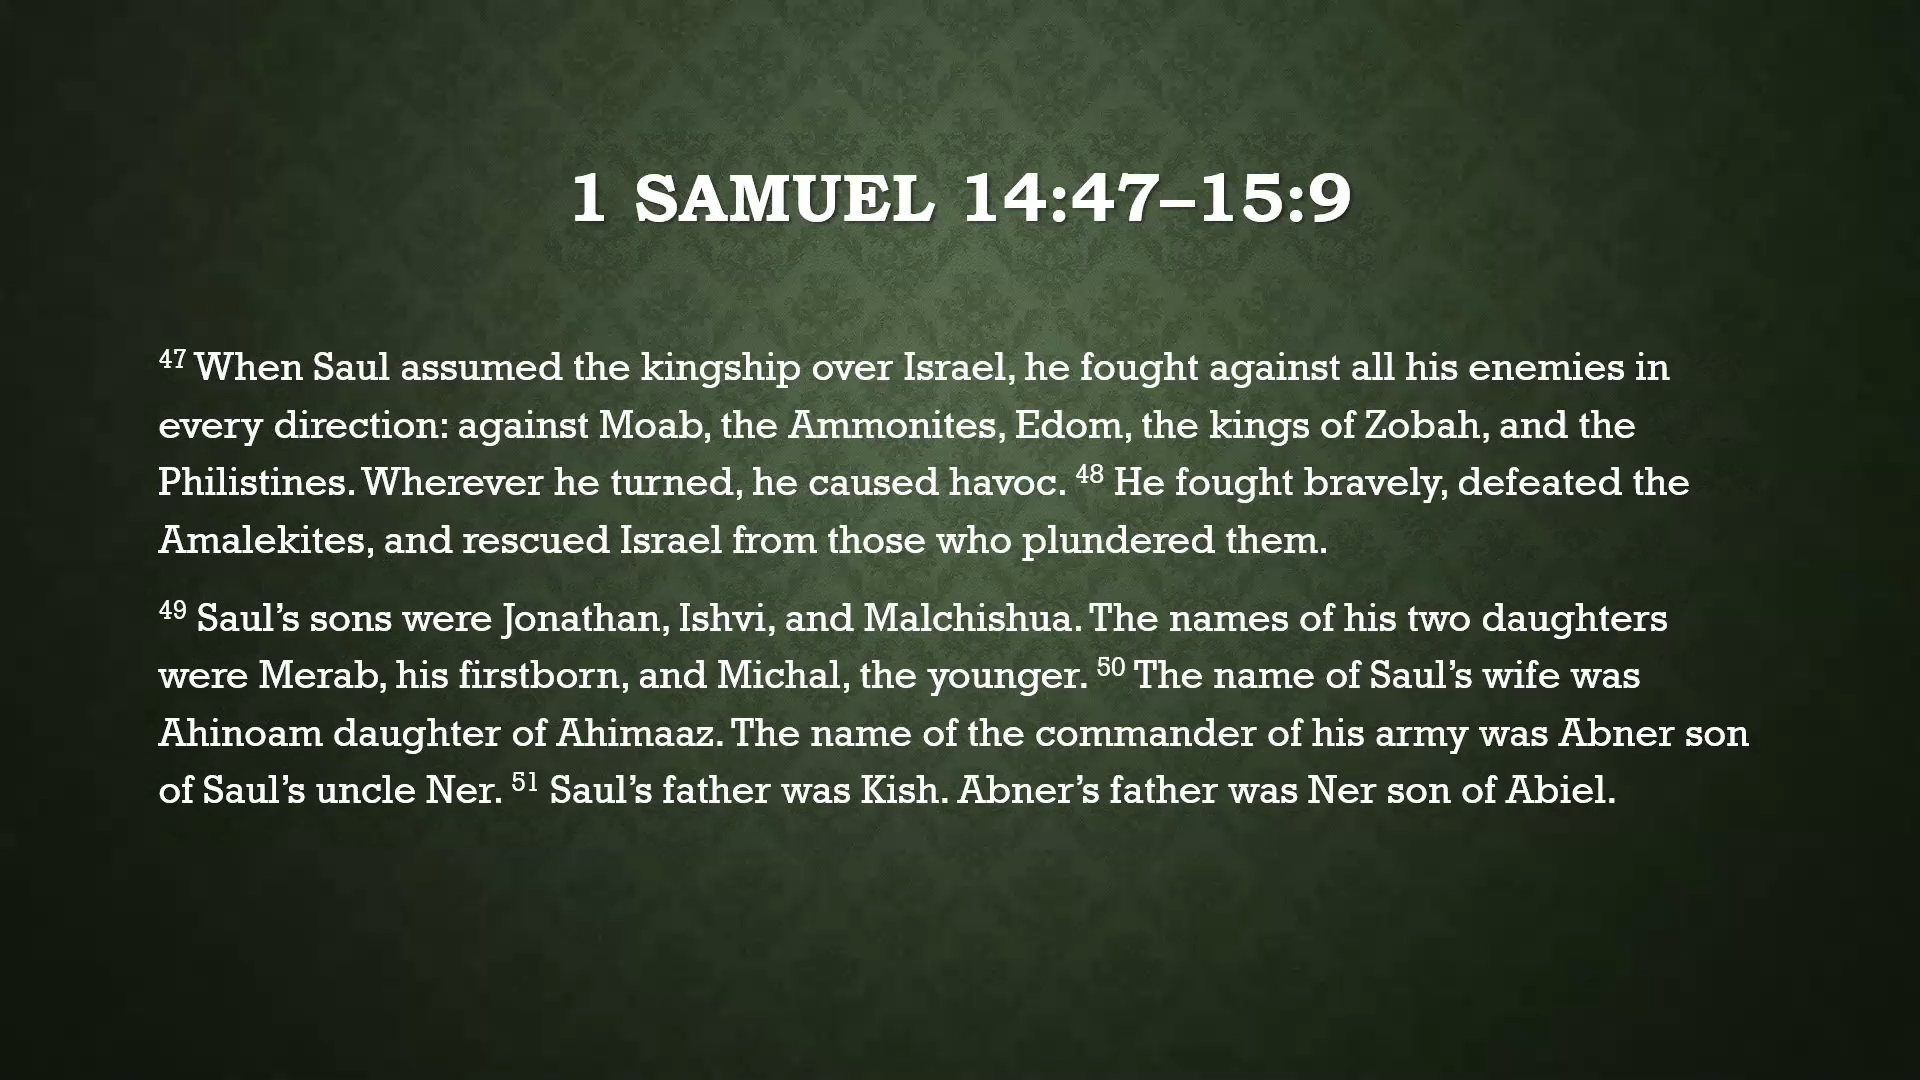 1 SAMUEL 14:47–15:9
47 When Saul assumed the kingship over Israel, he fought against all his enemies in
every direction: against Moab, the Ammonites, Edom, the kings of Zobah, and the
Philistines. Wherever he turned, he caused havoc. 48 He fought bravely, defeated the
Amalekites, and rescued Israel from those who plundered them.
49 Saul’s sons were Jonathan, Ishvi, and Malchishua. The names of his two daughters
were Merab, his firstborn, and Michal, the younger. 50 The name of Saul’s wife was
Ahinoam daughter of Ahimaaz. The name of the commander of his army was Abner son
of Saul’s uncle Ner. 51 Saul’s father was Kish. Abner’s father was Ner son of Abiel.